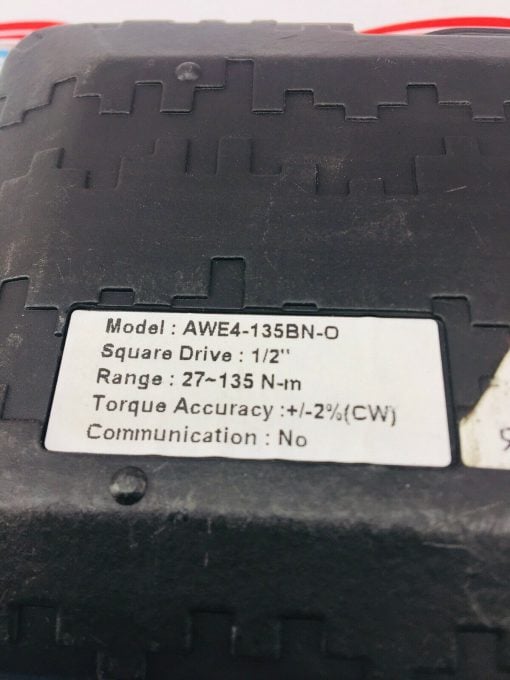 Model : AWE4-135BN-O
Square Drive : 1/2"
Range : 27~135 N-m
Torque Accuracy :+/-2%(CW)
Communication : No